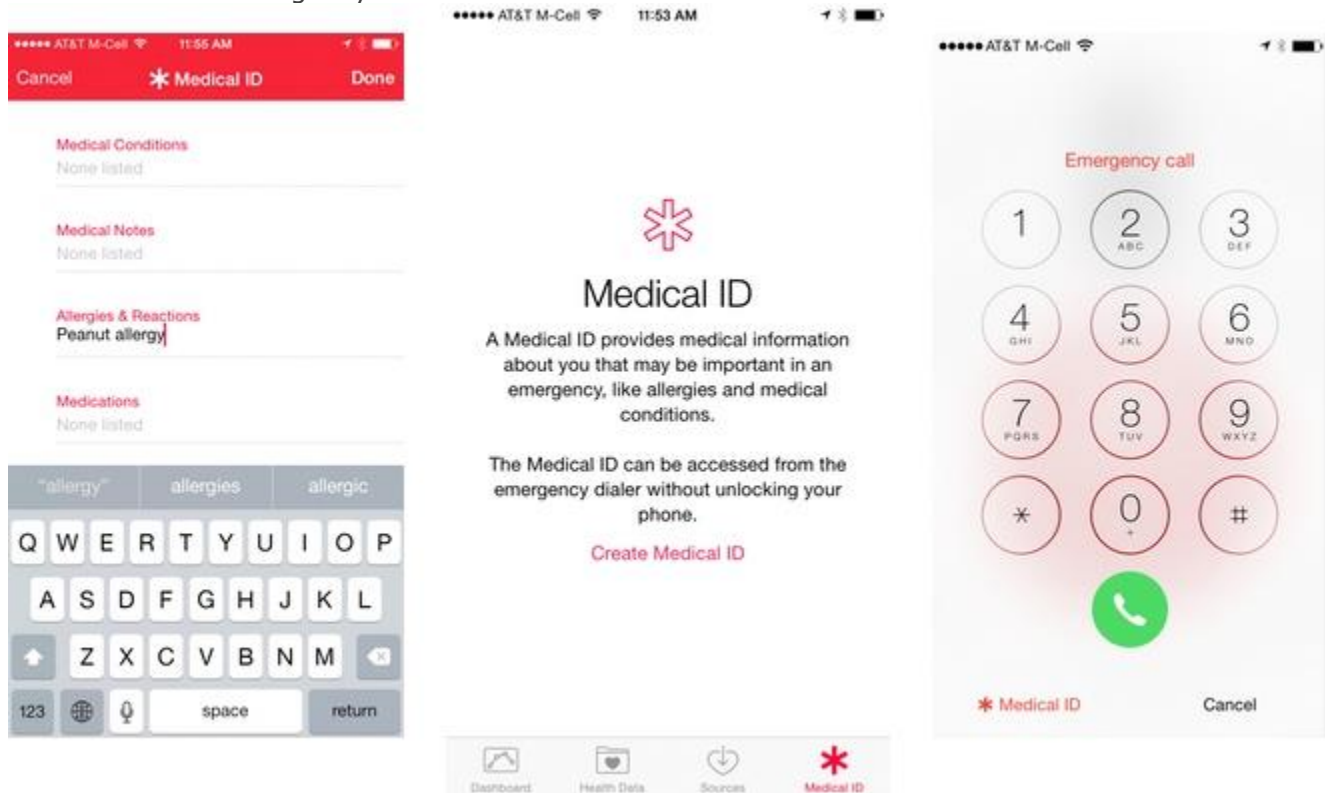 AT&T M-Cell 11:55 AM
Cancel Medical ID Done
Medical Conditions
None listed
Medical Notes
None listed
Allergies & Reactions
Peanut allergy
Medications
None listed
"allergy" allergies allergic
Q W E R T Y U I O P
A S D F G H J K L
Z X C V B N M
123 space return
AT&T M-Cell 11:53 AM
Medical ID
A Medical ID provides medical information
about you that may be important in an
emergency, like allergies and medical
conditions.
The Medical ID can be accessed from the
emergency dialer without unlocking your
phone.
Create Medical ID
Dashboard Health Data Sources Medical ID
AT&T M-Cell
Emergency call
1 2 3
ABC DEF
4 5 6
GHI JKL MNO
7 8 9
PQRS TUV WXYZ
* 0 #
+
* Medical ID Cancel